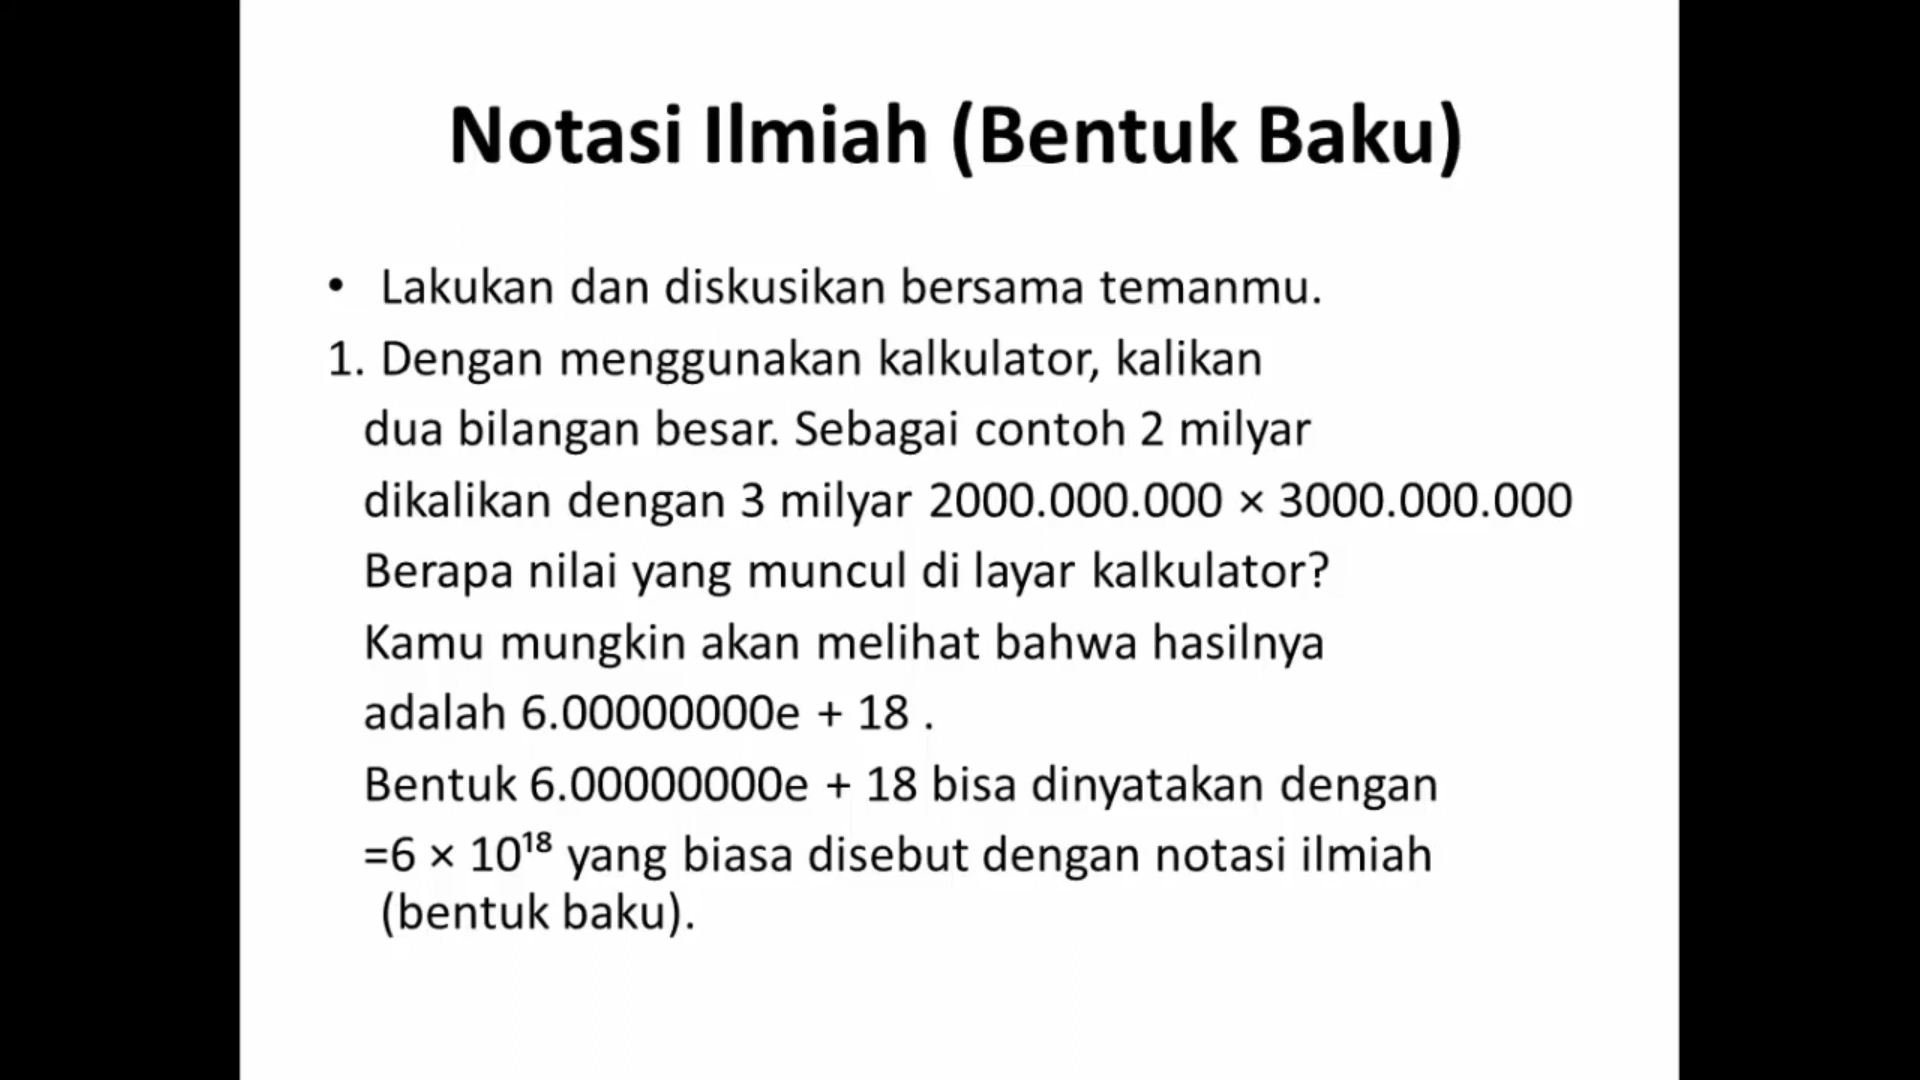 Notasi Ilmiah (Bentuk Baku)
• Lakukan dan diskusikan bersama temanmu.
1. Dengan menggunakan kalkulator, kalikan
dua bilangan besar. Sebagai contoh 2 milyar
dikalikan dengan 3 milyar 2000.000.000 × 3000.000.000
Berapa nilai yang muncul di layar kalkulator?
Kamu mungkin akan melihat bahwa hasilnya
adalah 6.00000000e + 18 .
Bentuk 6.00000000e + 18 bisa dinyatakan dengan
=6 × 10¹⁸ yang biasa disebut dengan notasi ilmiah
(bentuk baku).